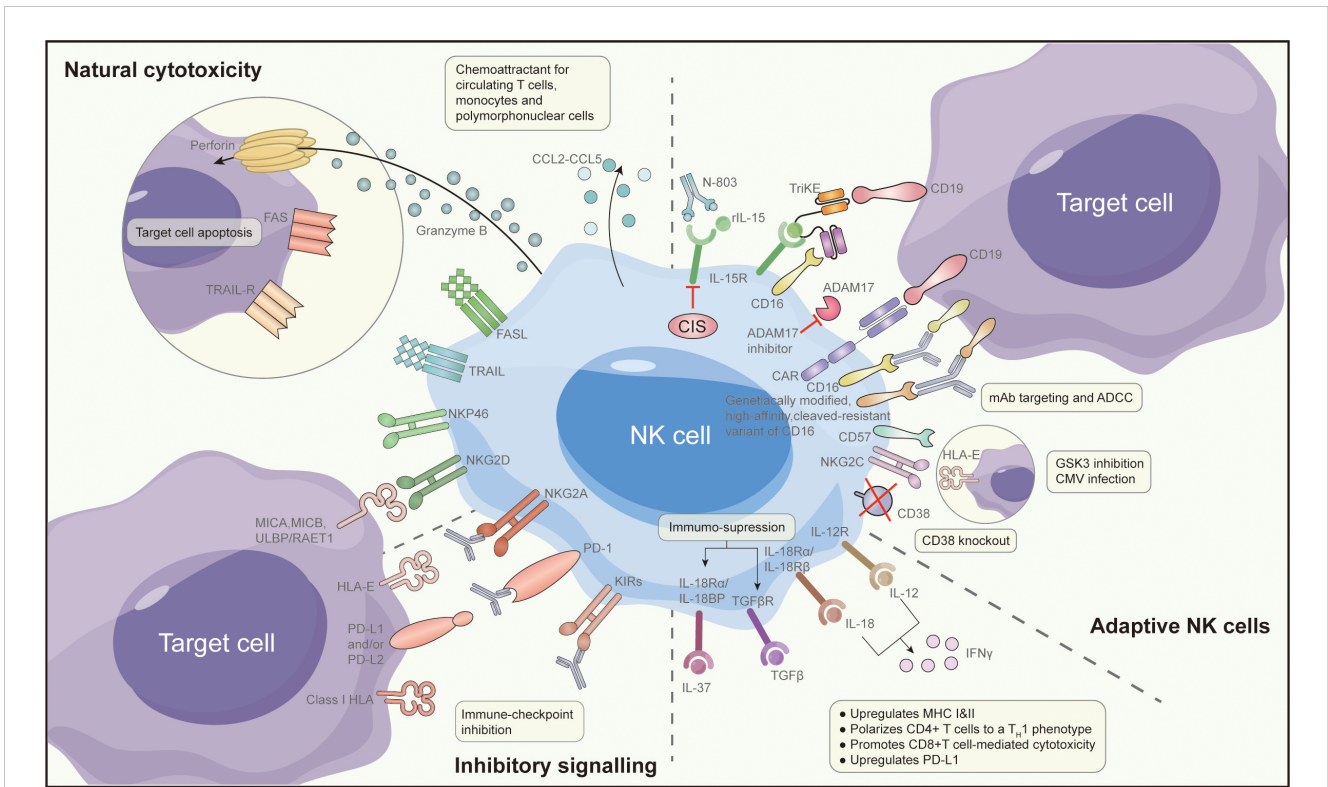 Natural cytotoxicity
Chemoattractant for
circulating T cells,
monocytes and
polymorphonuclear cells
Perforin
FAS
Target cell apoptosis
TRAIL-R
Granzyme B
CCL2-CCL5
FASL
TRAIL
NKP46
NKG2D
MICA,MICB,
ULBP/RAET1
NK cell
N-803
rIL-15
IL-15R
CIS
TriKE
CD19
CD16
ADAM17
ADAM17
inhibitor
CAR
CD19
Target cell
CD16
Genetiacally modified,
high-affinity,cleaved-resistant
variant of CD16
mAb targeting and ADCC
CD57
NKG2C
HLA-E
GSK3 inhibition
CMV infection
CD38
CD38 knockout
Adaptive NK cells
NKG2A
PD-1
KIRs
HLA-E
PD-L1
and/or
PD-L2
Class I HLA
Target cell
Immune-checkpoint
inhibition
Inhibitory signalling
Immumo-supression
IL-18Rα/
IL-18BP
TGFβR
IL-37
TGFβ
IL-18Rα/
IL-18Rβ
IL-12R
IL-18
IL-12
IFNγ
● Upregulates MHC I&II
● Polarizes CD4+ T cells to a TH1 phenotype
● Promotes CD8+T cell-mediated cytotoxicity
● Upregulates PD-L1